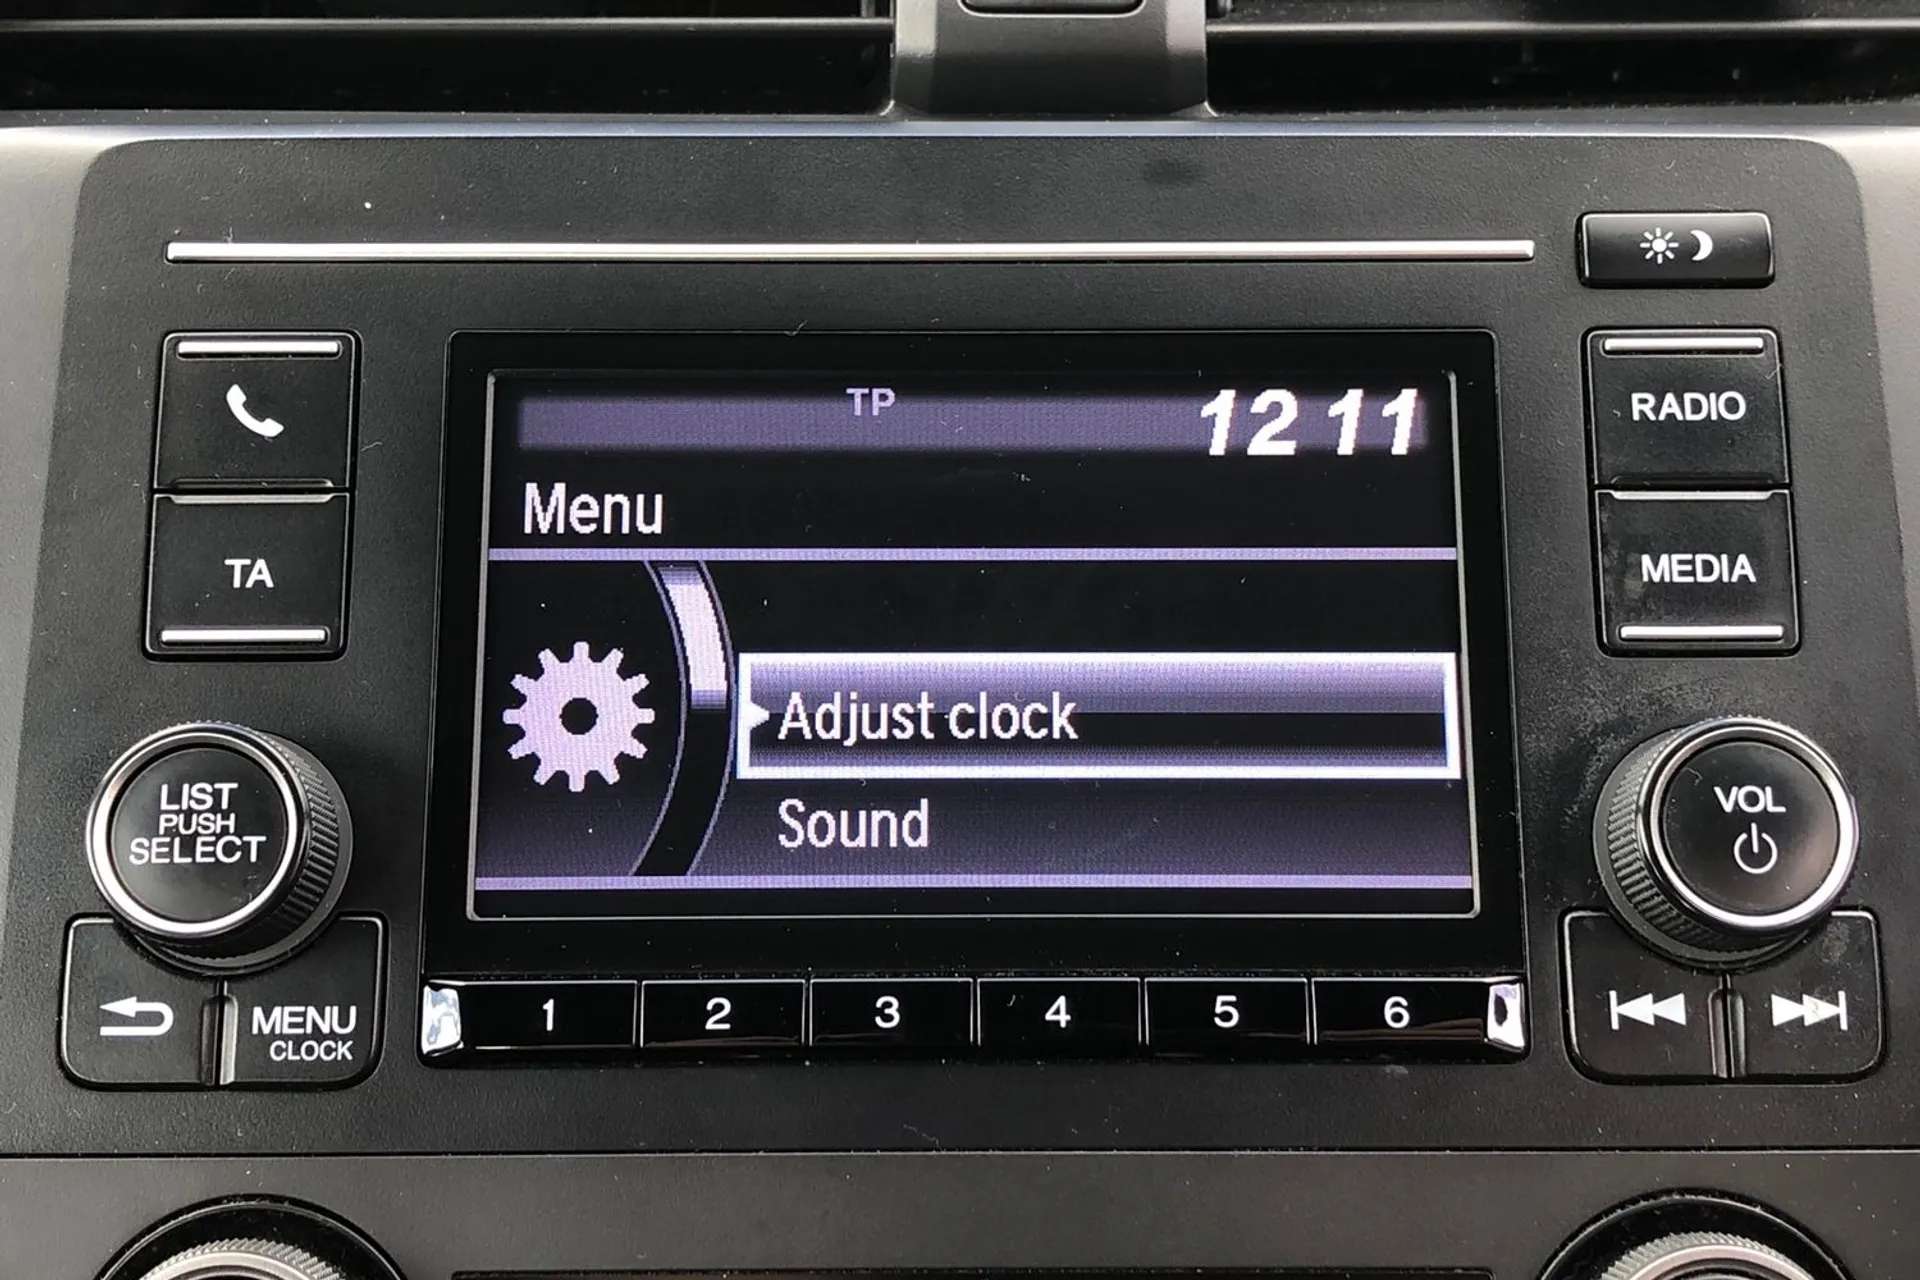 TP 12 11
RADIO
Menu
TA
MEDIA
Adjust clock
Sound
LIST
PUSH
SELECT
VOL
1 2 3 4 5 6
MENU
CLOCK